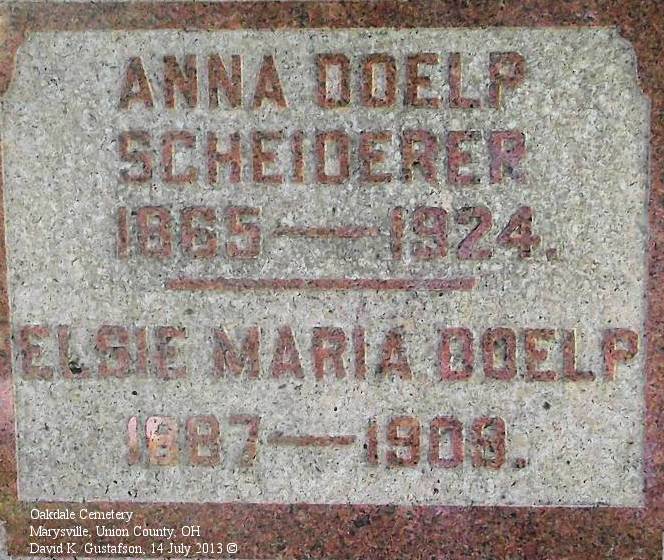 ANNA DOELP
SCHEIDERER
1865—1924.
ELSIE MARIA DOELP
1887—1908.
Oakdale Cemetery
Marysville, Union County, OH
David K. Gustafson, 14 July 2013 ©